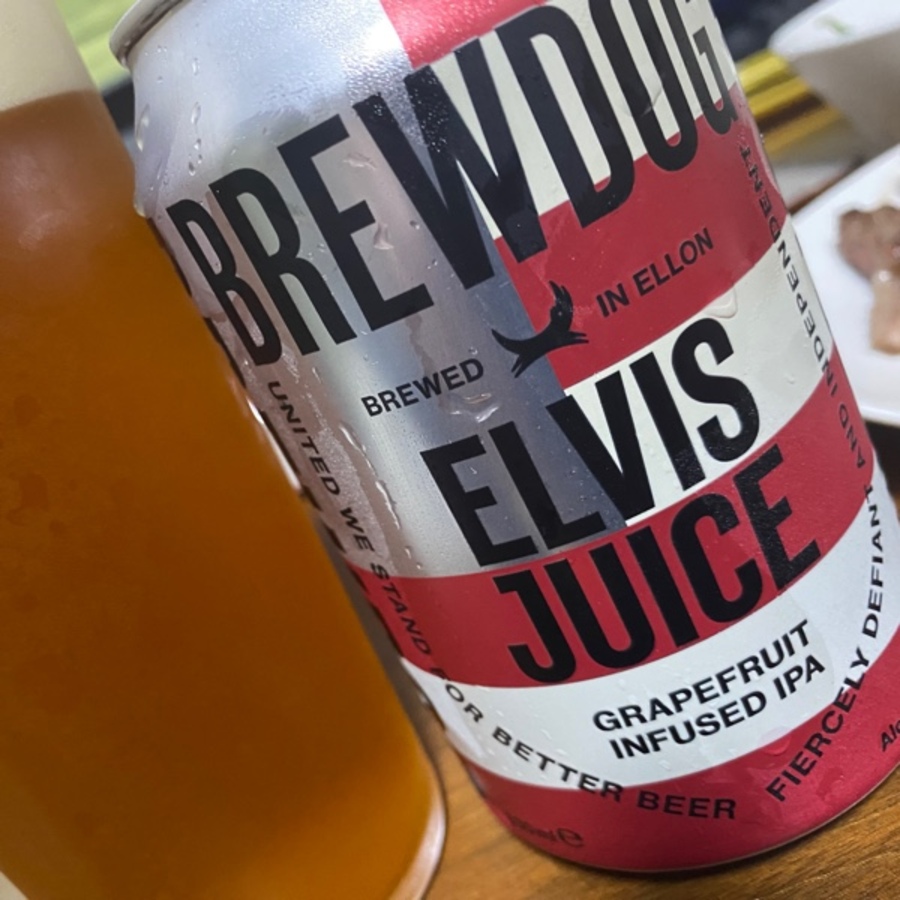 BREWDOG
BREWED IN ELLON
ELVIS
JUICE
GRAPEFRUIT
INFUSED IPA
UNITED WE STAND FOR BETTER BEER
FIERCELY DEFIANT AND INDEPENDENT